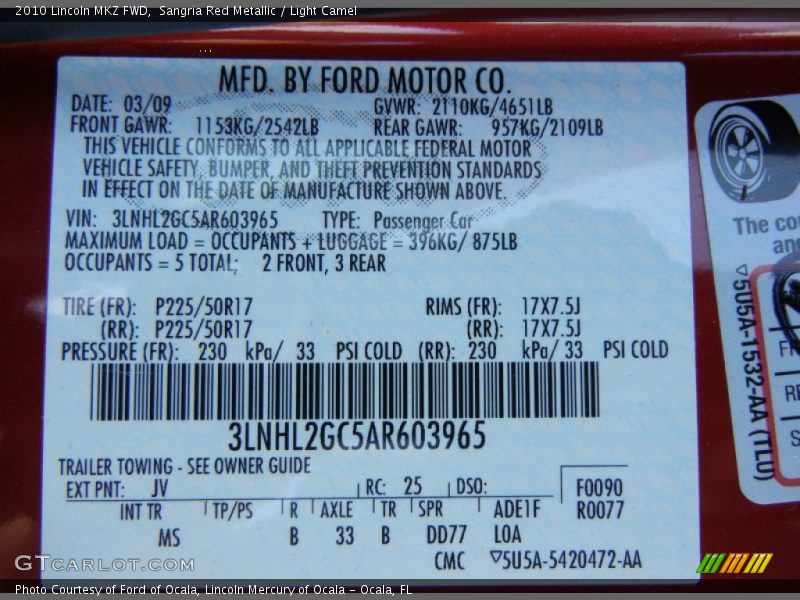 2010 Lincoln MKZ FWD, Sangria Red Metallic / Light Camel
MFD. BY FORD MOTOR CO.
DATE: 03/09 GVWR: 2110KG/4651LB
FRONT GAWR: 1153KG/2542LB REAR GAWR: 957KG/2109LB
THIS VEHICLE CONFORMS TO ALL APPLICABLE FEDERAL MOTOR
VEHICLE SAFETY, BUMPER, AND THEFT PREVENTION STANDARDS
IN EFFECT ON THE DATE OF MANUFACTURE SHOWN ABOVE.
VIN: 3LNHL2GC5AR603965 TYPE: Passenger Car
MAXIMUM LOAD = OCCUPANTS + LUGGAGE = 396KG/ 875LB
OCCUPANTS = 5 TOTAL; 2 FRONT, 3 REAR
TIRE (FR): P225/50R17 RIMS (FR): 17X7.5J
(RR): P225/50R17 (RR): 17X7.5J
PRESSURE (FR): 230 kPa/ 33 PSI COLD (RR): 230 kPa/ 33 PSI COLD
3LNHL2GC5AR603965
TRAILER TOWING - SEE OWNER GUIDE
EXT PNT: JV RC: 25 DSO: F0090
INT TR TP/PS R AXLE TR SPR ADE1F R0077
MS B 33 B DD77 LOA
CMC 5U5A-5420472-AA
The
5U5A-1532-AA (TL0)
GTCarLot.com
Photo Courtesy of Ford of Ocala, Lincoln Mercury of Ocala - Ocala, FL